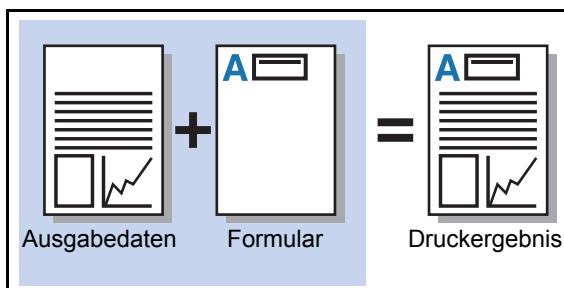 A
A
+ =
Ausgabedaten Formular Druckergebnis